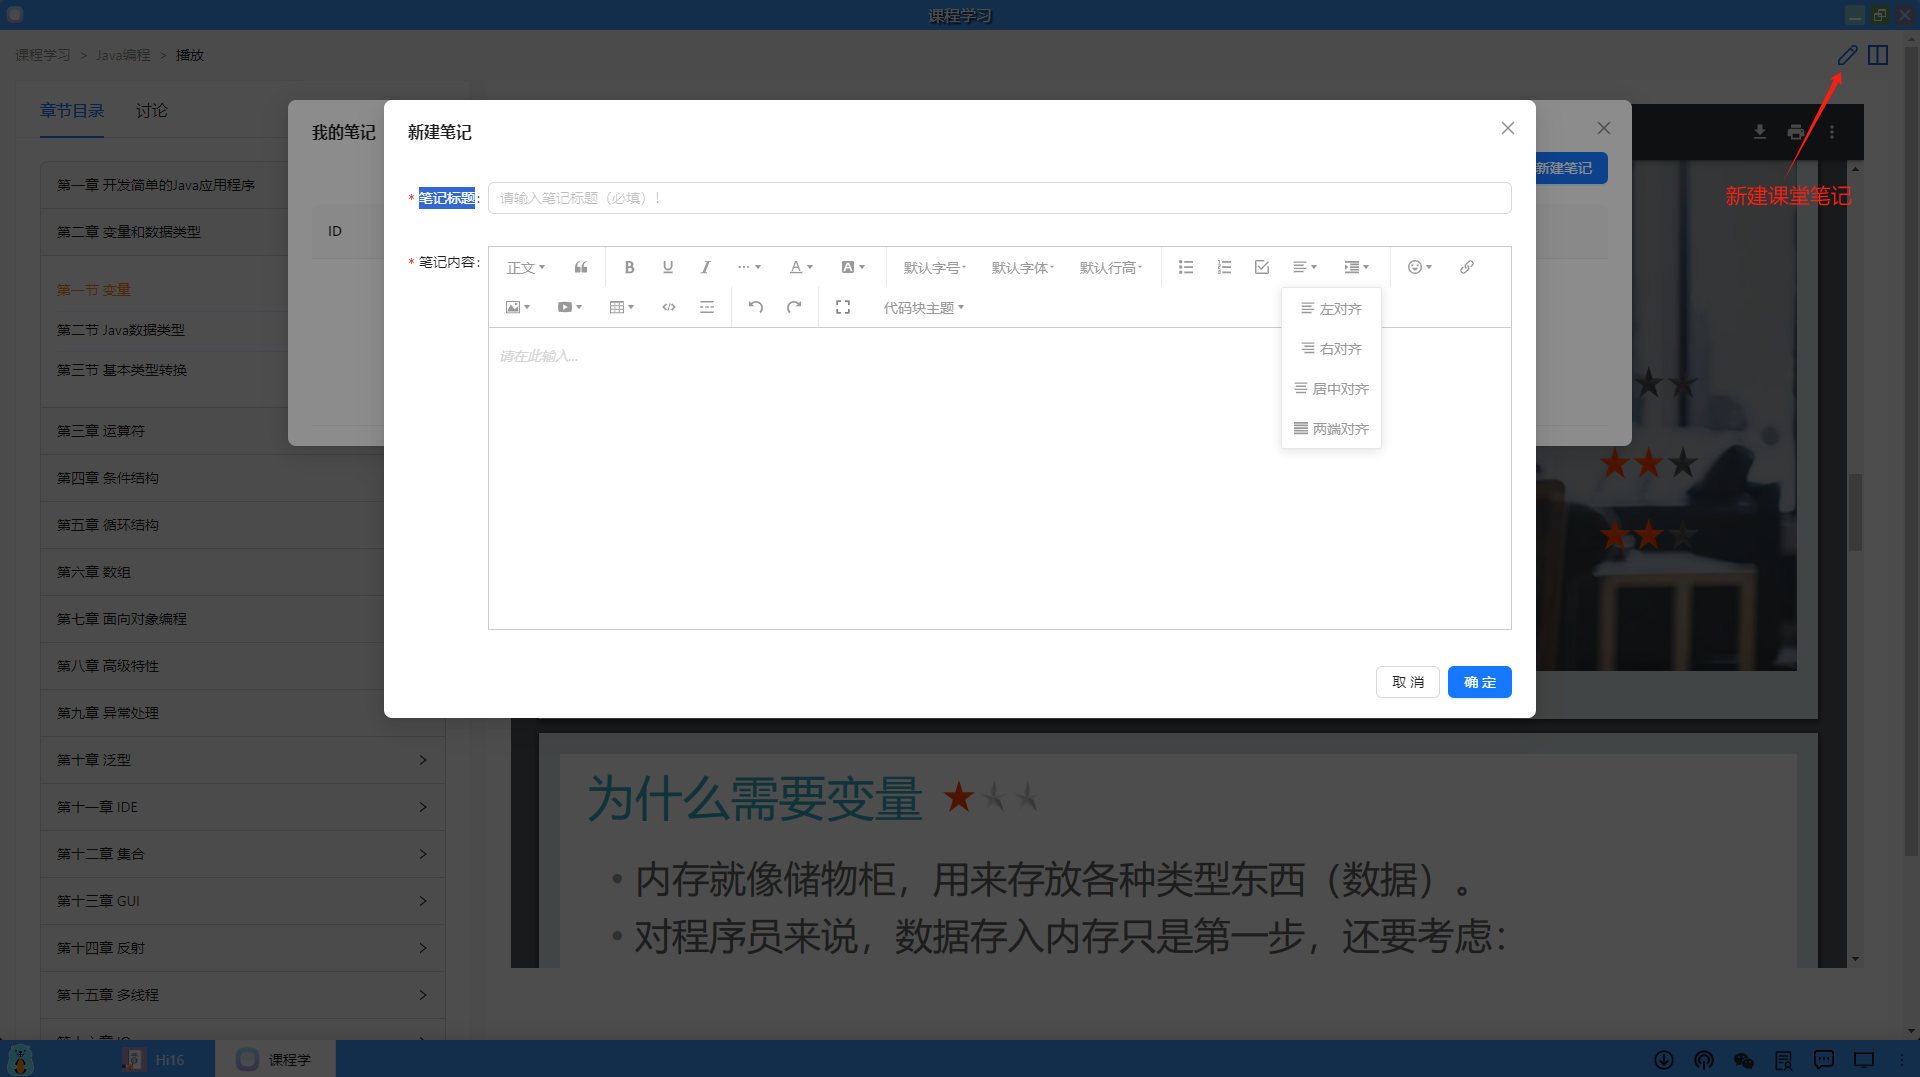 课程学习
课程学习 > Java编程 > 播放
章节目录
讨论
第一章 开发简单的Java应用程序
第二章 变量和数据类型
第一节 变量
第二节 Java数据类型
第三节 基本类型转换
第三章 运算符
第四章 条件结构
第五章 循环结构
第六章 数组
第七章 面向对象编程
第八章 高级特性
第九章 异常处理
第十章 泛型
第十一章 IDE
第十二章 集合
第十三章 GUI
第十四章 反射
第十五章 多线程
我的笔记
ID
新建笔记
新建课堂笔记
新建笔记
* 笔记标题:
请输入笔记标题（必填）！
* 笔记内容:
正文
默认字号
默认字体
默认行高
代码块主题
左对齐
右对齐
居中对齐
两端对齐
请在此输入...
取 消
确 定
为什么需要变量
• 内存就像储物柜，用来存放各种类型东西（数据）。
• 对程序员来说，数据存入内存只是第一步，还要考虑：
Hi16
课程学